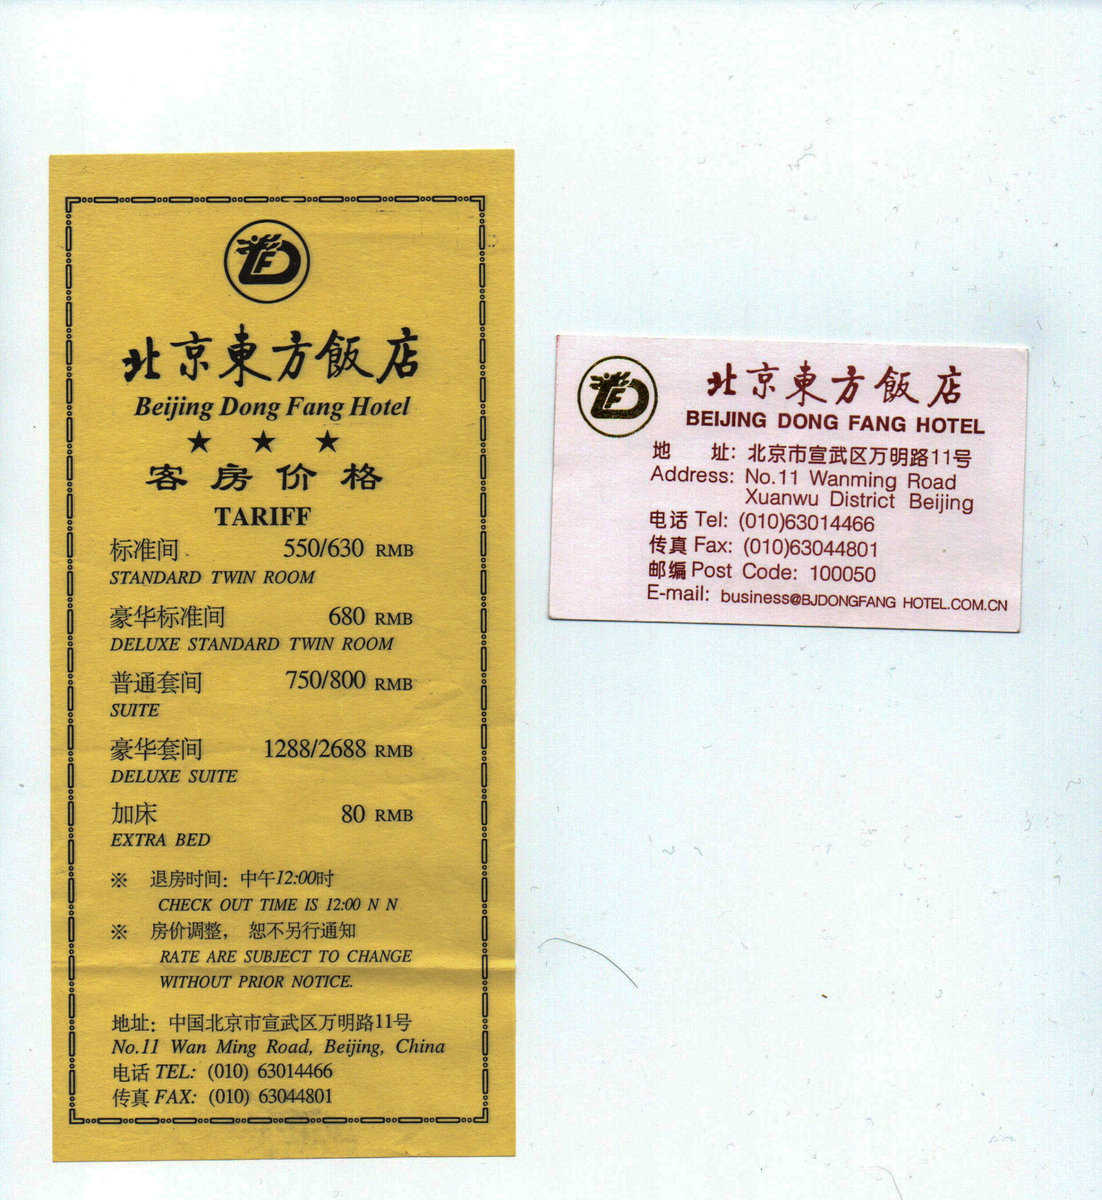 北京東方飯店
Beijing Dong Fang Hotel
★ ★ ★
客房价格
TARIFF
标准间 550/630 RMB
STANDARD TWIN ROOM
豪华标准间 680 RMB
DELUXE STANDARD TWIN ROOM
普通套间 750/800 RMB
SUITE
豪华套间 1288/2688 RMB
DELUXE SUITE
加床 80 RMB
EXTRA BED
※ 退房时间：中午12:00时
CHECK OUT TIME IS 12:00 N N
※ 房价调整， 恕不另行通知
RATE ARE SUBJECT TO CHANGE
WITHOUT PRIOR NOTICE.
地址：中国北京市宣武区万明路11号
No.11 Wan Ming Road, Beijing, China
电话 TEL: (010) 63014466
传真 FAX: (010) 63044801
北京東方飯店
BEIJING DONG FANG HOTEL
地 址: 北京市宣武区万明路11号
Address: No.11 Wanming Road
Xuanwu District Beijing
电话 Tel: (010)63014466
传真 Fax: (010)63044801
邮编 Post Code: 100050
E-mail: business@BJDONGFANG HOTEL.COM.CN